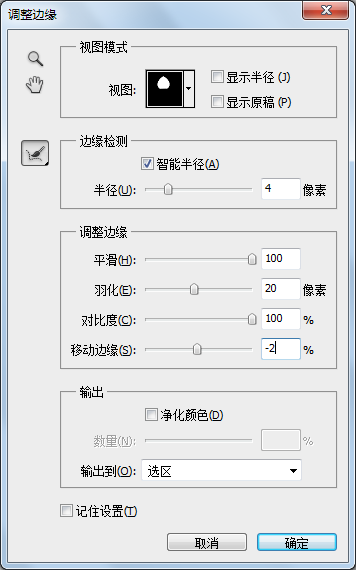 调整边缘
视图模式
视图:
显示半径 (J)
显示原稿 (P)
边缘检测
智能半径(A)
半径(U): 4 像素
调整边缘
平滑(H): 100
羽化(E): 20 像素
对比度(C): 100 %
移动边缘(S): -2 %
输出
净化颜色(D)
数量(N): %
输出到(O): 选区
记住设置(T)
取消 确定